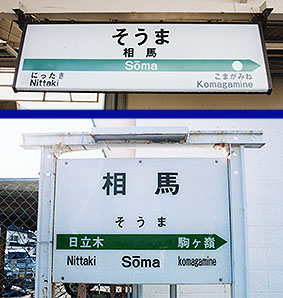 そうま
相馬
Sōma
にったき
Nittaki
こまがみね
Komagamine
相馬
そうま
日立木 駒ヶ嶺
Nittaki Sōma komagamine